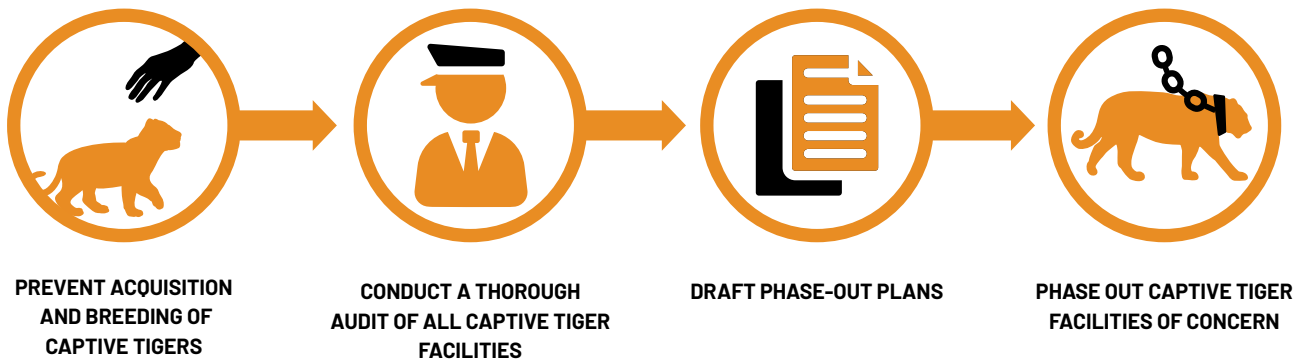 PREVENT ACQUISITION
AND BREEDING OF
CAPTIVE TIGERS
CONDUCT A THOROUGH
AUDIT OF ALL CAPTIVE TIGER
FACILITIES
DRAFT PHASE-OUT PLANS
PHASE OUT CAPTIVE TIGER
FACILITIES OF CONCERN